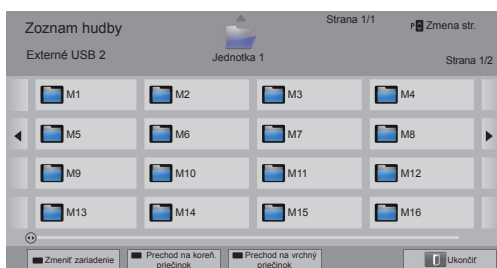 Zoznam hudby
Strana 1/1
P Zmena str.
Externé USB 2
Jednotka 1
Strana 1/2
M1
M2
M3
M4
M5
M6
M7
M8
M9
M10
M11
M12
M13
M14
M15
M16
Zmeniť zariadenie
Prechod na koreň.
priečinok
Prechod na vrchný
priečinok
Ukončiť